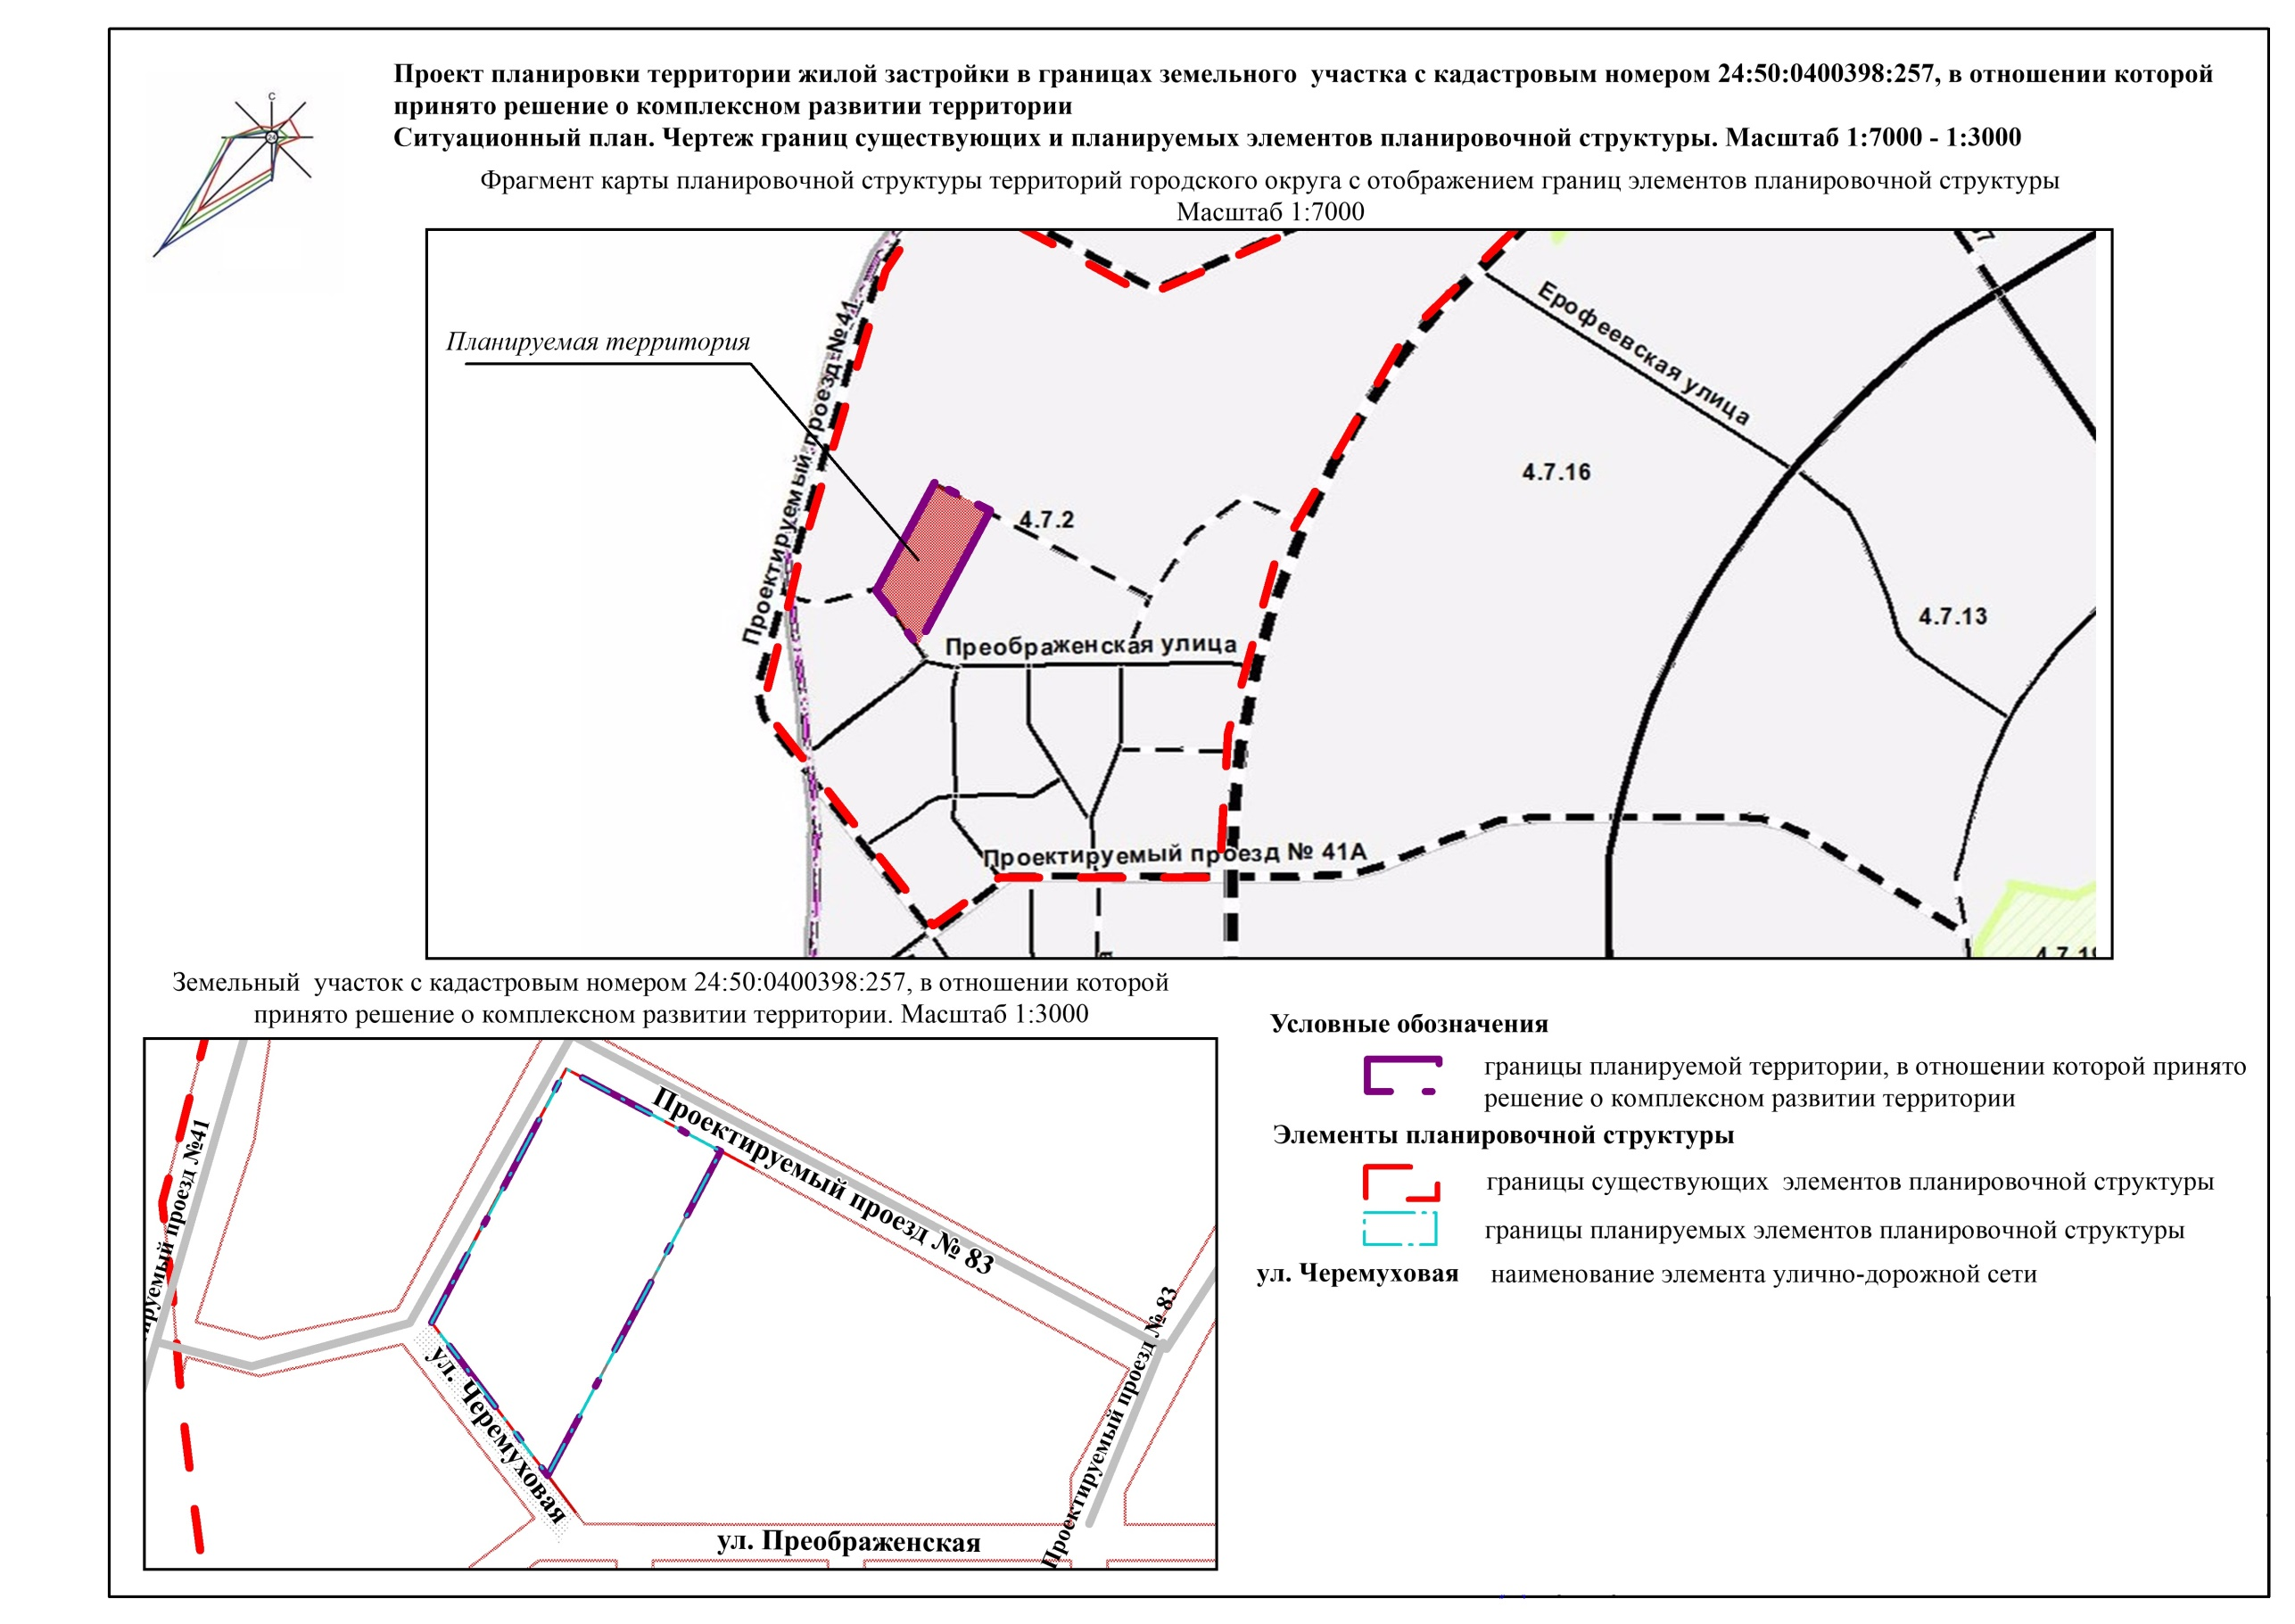 Проект планировки территории жилой застройки в границах земельного участка с кадастровым номером 24:50:0400398:257, в отношении которой
принято решение о комплексном развитии территории
Ситуационный план. Чертеж границ существующих и планируемых элементов планировочной структуры. Масштаб 1:7000 - 1:3000
С
24
Фрагмент карты планировочной структуры территорий городского округа с отображением границ элементов планировочной структуры
Масштаб 1:7000
Планируемая территория
Проектируемый проезд №41
Ерофеевская улица
4.7.16
4.7.2
4.7.13
Преображенская улица
Проектируемый проезд № 41А
Земельный участок с кадастровым номером 24:50:0400398:257, в отношении которой
принято решение о комплексном развитии территории. Масштаб 1:3000
ируемый проезд №41
Проектируемый проезд № 83
Проектируемый проезд № 83
ул. Черемуховая
ул. Преображенская
Условные обозначения
границы планируемой территории, в отношении которой принято
решение о комплексном развитии территории
Элементы планировочной структуры
границы существующих элементов планировочной структуры
границы планируемых элементов планировочной структуры
ул. Черемуховая наименование элемента улично-дорожной сети